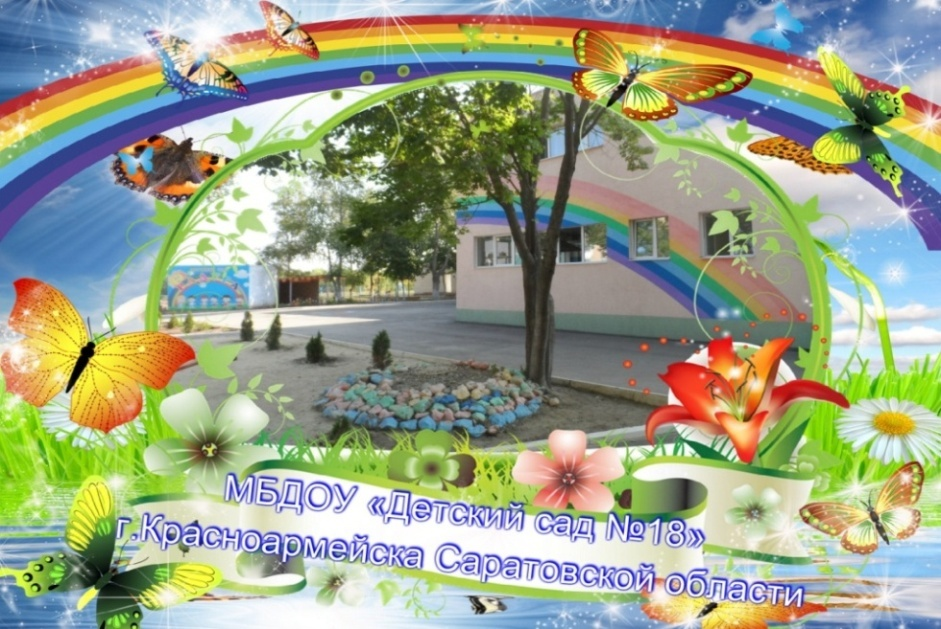 МБДОУ «Детский сад №18»
г.Красноармейска Саратовской области